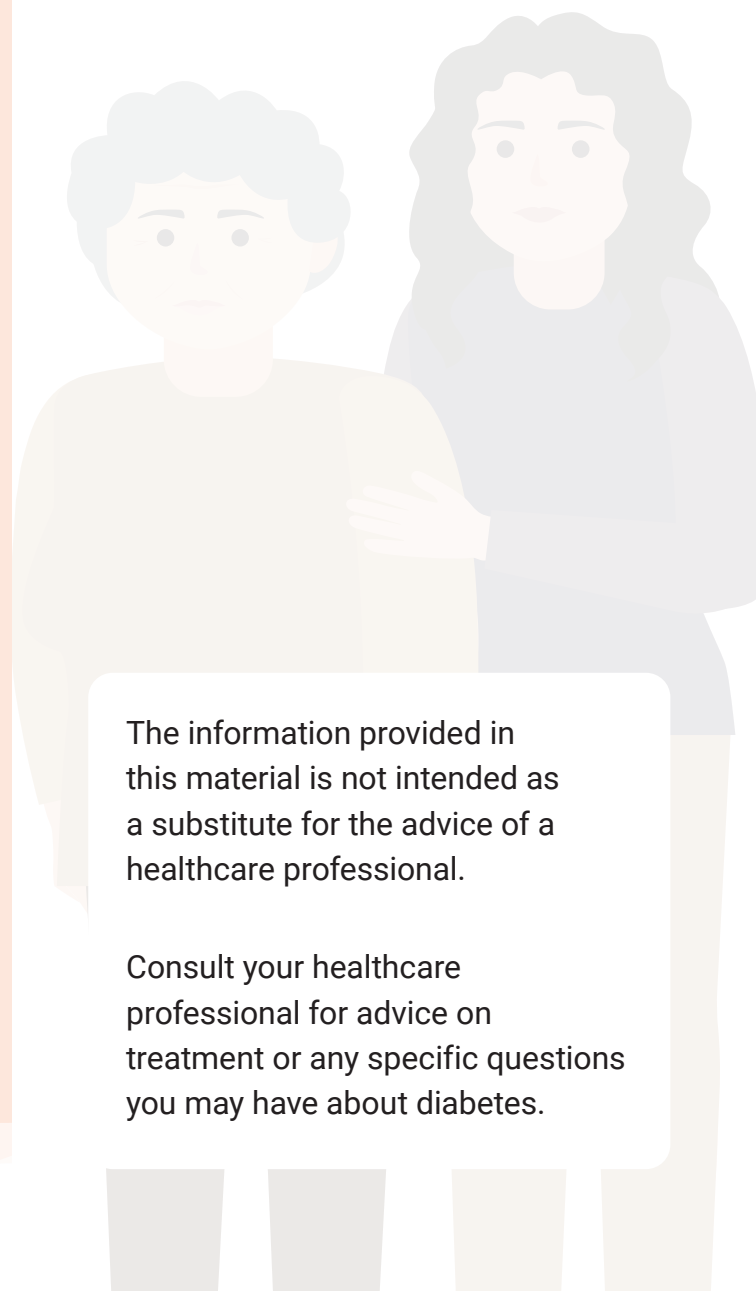 The information provided in
this material is not intended as
a substitute for the advice of a
healthcare professional.
Consult your healthcare
professional for advice on
treatment or any specific questions
you may have about diabetes.